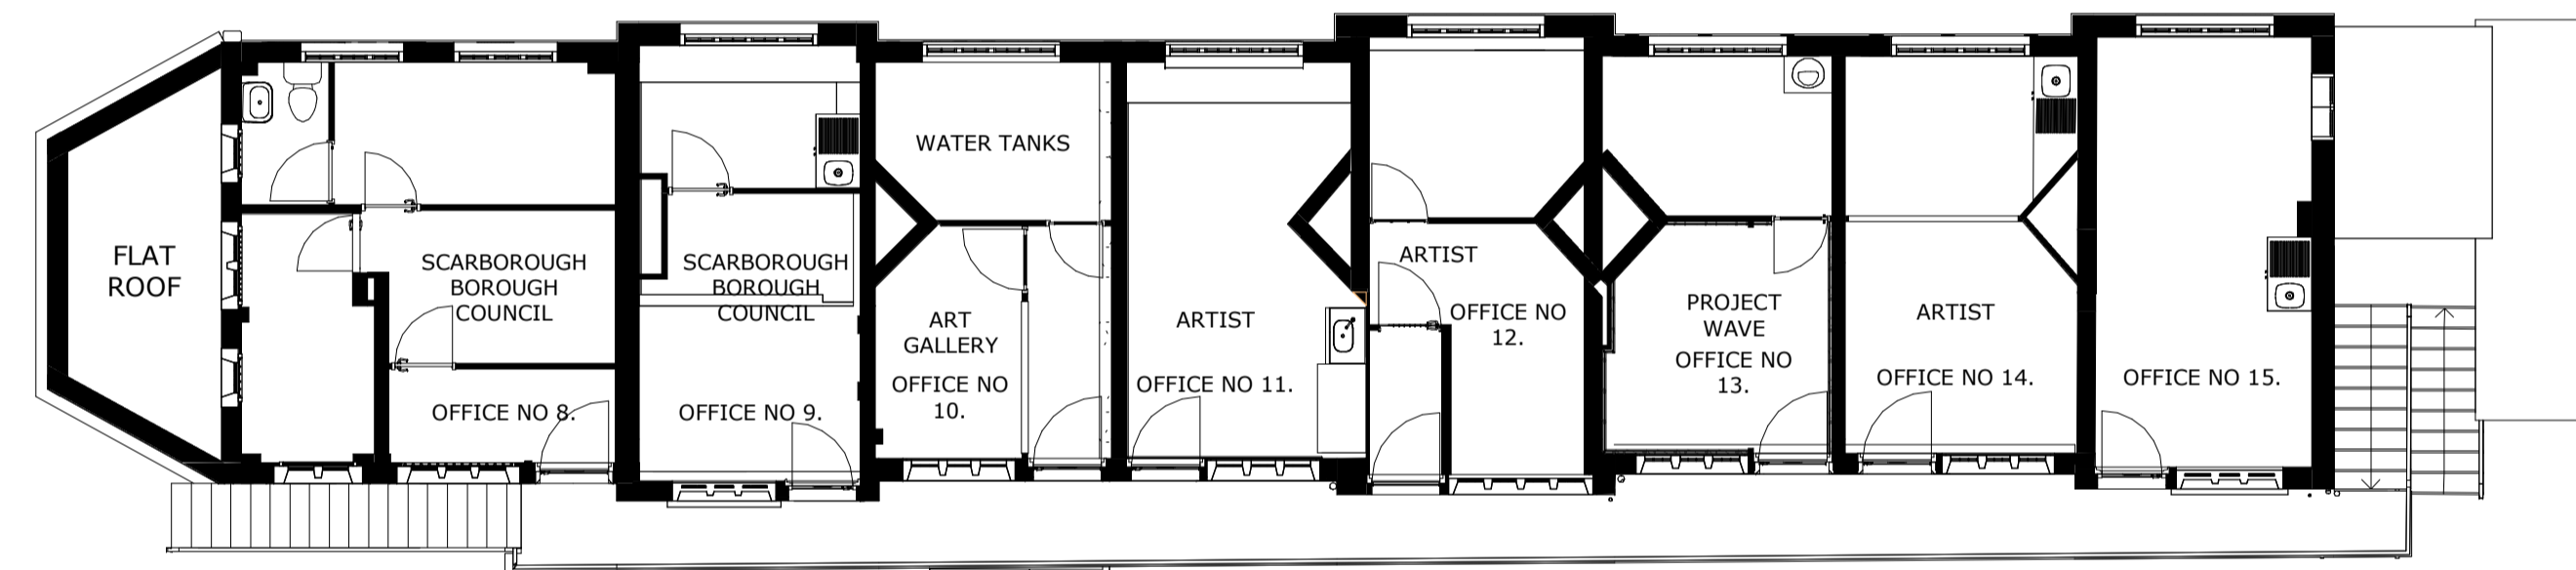 FLAT
ROOF
SCARBOROUGH
BOROUGH
COUNCIL
OFFICE NO 8.
SCARBOROUGH
BOROUGH
COUNCIL
OFFICE NO 9.
WATER TANKS
ART
GALLERY
OFFICE NO
10.
ARTIST
OFFICE NO 11.
ARTIST
OFFICE NO
12.
PROJECT
WAVE
OFFICE NO
13.
ARTIST
OFFICE NO 14.
OFFICE NO 15.